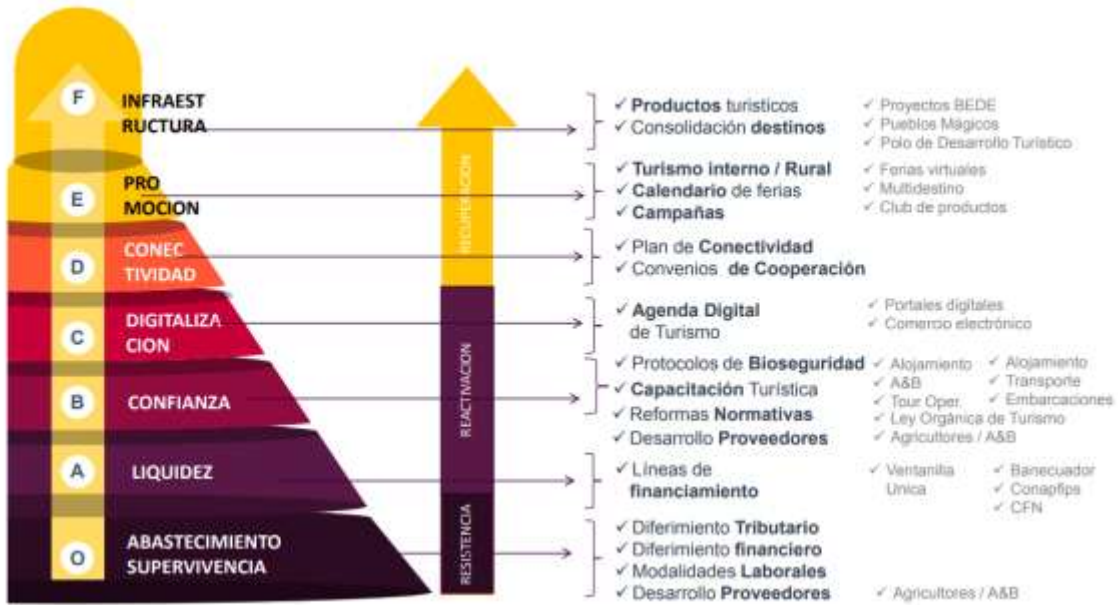 F
INFRAEST
RUCTURA
✓ Productos turisticos
✓ Consolidación destinos
✓ Proyectos BEDE
✓ Pueblos Mágicos
✓ Polo de Desarrollo Turístico
E
PRO
MOCION
✓ Turismo interno / Rural
✓ Calendario de ferias
✓ Campañas
✓ Ferias virtuales
✓ Multidestino
✓ Club de productos
RECUPERACION
D
CONEC
TIVIDAD
✓ Plan de Conectividad
✓ Convenios de Cooperación
C
DIGITALIZA
CION
✓ Agenda Digital
de Turismo
✓ Portales digitales
✓ Comercio electrónico
B
CONFIANZA
✓ Protocolos de Bioseguridad
✓ Capacitación Turística
✓ Reformas Normativas
✓ Desarrollo Proveedores
✓ Alojamiento ✓ Alojamiento
✓ A&B ✓ Transporte
✓ Tour Oper. ✓ Embarcaciones
✓ Ley Orgánica de Turismo
✓ Agricultores / A&B
REACTIVACION
A
LIQUIDEZ
✓ Líneas de
financiamiento
✓ Ventanilla
Unica
✓ Banecuador
✓ Conapfips
✓ CFN
O
ABASTECIMIENTO
SUPERVIVENCIA
RESISTENCIA
✓ Diferimiento Tributario
✓ Diferimiento financiero
✓ Modalidades Laborales
✓ Desarrollo Proveedores
✓ Agricultores / A&B